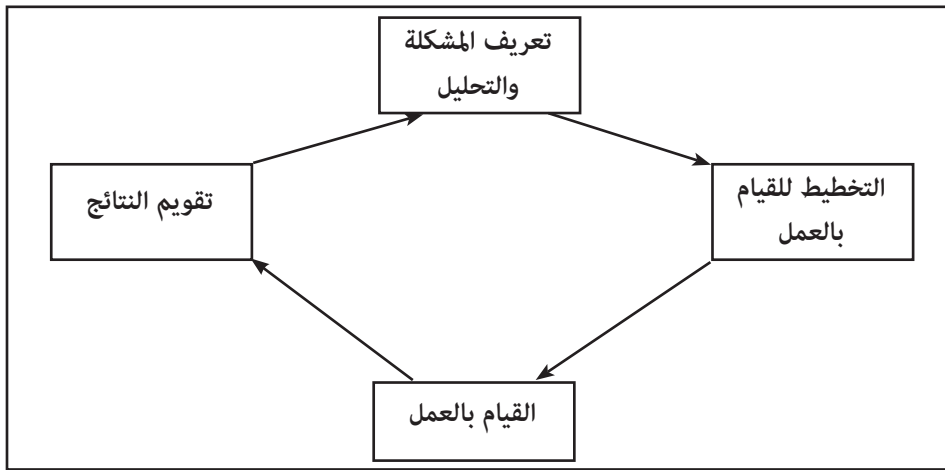 تعريف المشكلة
والتحليل
التخطيط للقيام
بالعمل
القيام بالعمل
تقويم النتائج